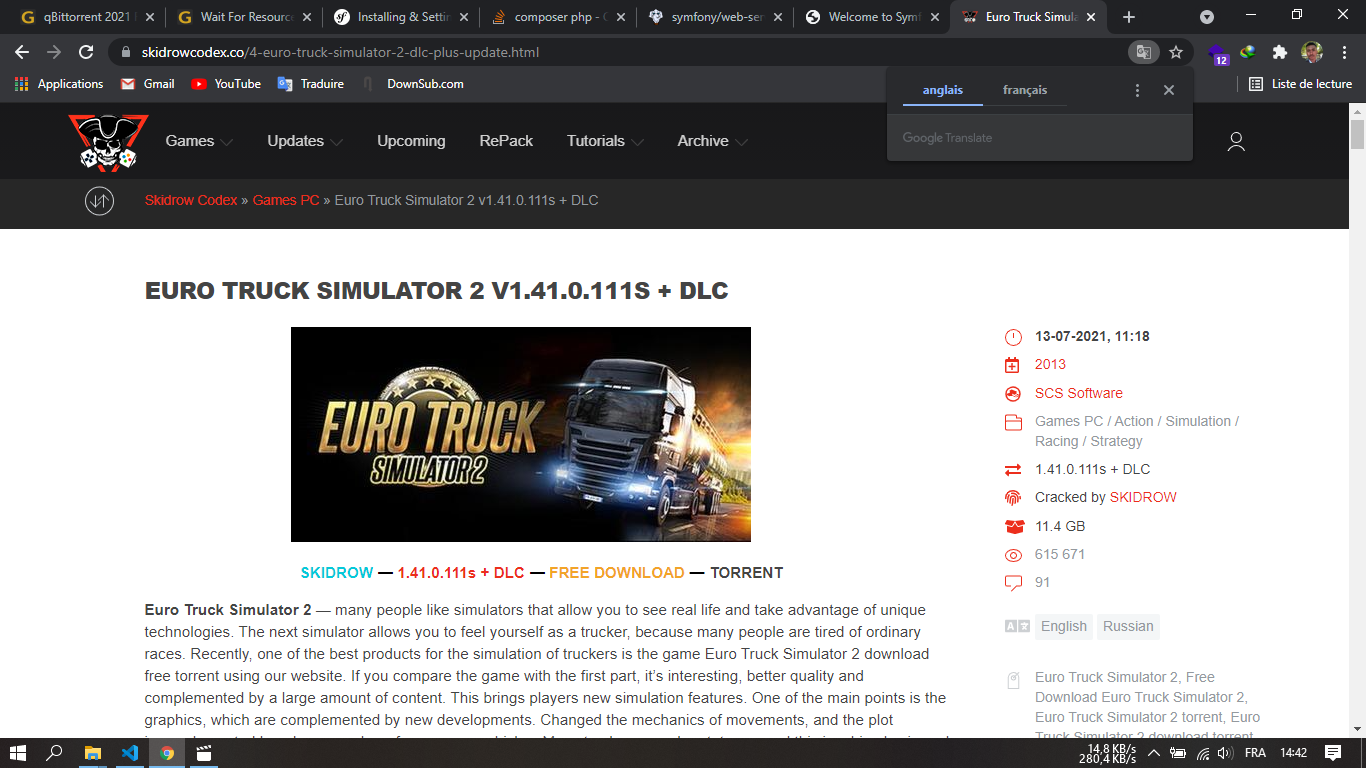 qBittorrent 2021
Wait For Resource
Installing & Settin
composer php - C
symfony/web-ser
Welcome to Symf
Euro Truck Simula
skidrowcodex.co/4-euro-truck-simulator-2-dlc-plus-update.html
12
Applications
Gmail
YouTube
Traduire
DownSub.com
Liste de lecture
anglais
français
Google Translate
Games
Updates
Upcoming
RePack
Tutorials
Archive
Skidrow Codex » Games PC » Euro Truck Simulator 2 v1.41.0.111s + DLC
EURO TRUCK SIMULATOR 2 V1.41.0.111S + DLC
EURO TRUCK
SIMULATOR 2
SKIDROW — 1.41.0.111s + DLC — FREE DOWNLOAD — TORRENT
Euro Truck Simulator 2 — many people like simulators that allow you to see real life and take advantage of unique
technologies. The next simulator allows you to feel yourself as a trucker, because many people are tired of ordinary
races. Recently, one of the best products for the simulation of truckers is the game Euro Truck Simulator 2 download
free torrent using our website. If you compare the game with the first part, it's interesting, better quality and
complemented by a large amount of content. This brings players new simulation features. One of the main points is the
graphics, which are complemented by new developments. Changed the mechanics of movements, and the plot
13-07-2021, 11:18
2013
SCS Software
Games PC / Action / Simulation /
Racing / Strategy
1.41.0.111s + DLC
Cracked by SKIDROW
11.4 GB
615 671
91
English
Russian
Euro Truck Simulator 2, Free
Download Euro Truck Simulator 2,
Euro Truck Simulator 2 torrent, Euro
Truck Simulator 2 download torrent
14,8 KB/s
280,4 KB/s
FRA
14:42